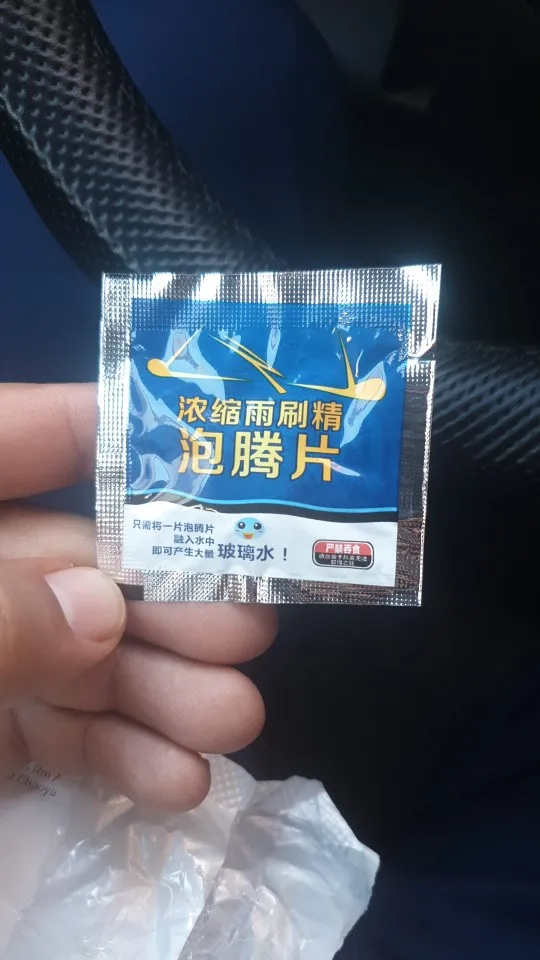 浓缩雨刷精
泡腾片
只需将一片泡腾片
融入水中
即可产生大量 玻璃水！
严禁吞食